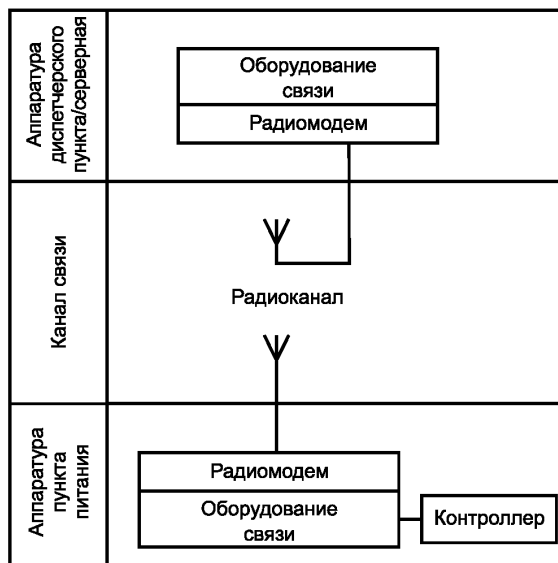 Аппаратура
диспетчерского
пункта/серверная
Оборудование
связи
Радиомодем
Канал связи
Радиоканал
Аппаратура
пункта
питания
Радиомодем
Оборудование
связи
Контроллер